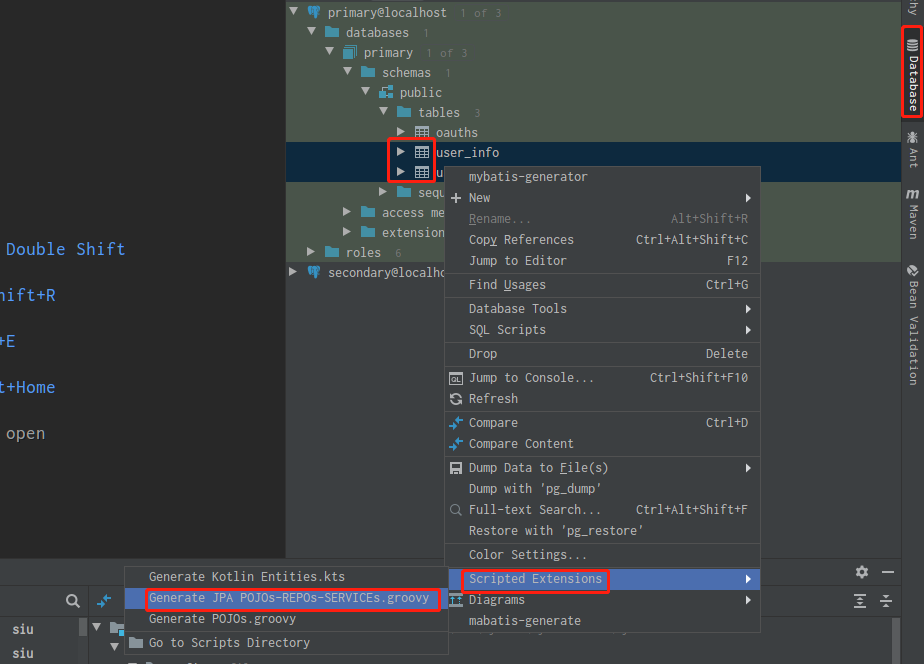 primary@localhost 1 of 3
databases 1
primary 1 of 3
schemas 1
public
tables 3
oauths
user_info
access me
extension
roles 6
secondary@localho
Double Shift
hift+R
+E
t+Home
open
mybatis-generator
New
Rename... Alt+Shift+R
Copy References Ctrl+Alt+Shift+C
Jump to Editor F12
Find Usages Ctrl+G
Database Tools
SQL Scripts
Drop Delete
Jump to Console... Ctrl+Shift+F10
Refresh
Compare Ctrl+D
Compare Content
Dump Data to File(s)
Dump with 'pg_dump'
Full-text Search... Ctrl+Alt+Shift+F
Restore with 'pg_restore'
Color Settings...
Scripted Extensions
Diagrams
mabatis-generate
Generate Kotlin Entities.kts
Generate JPA POJOs-REPOs-SERVICEs.groovy
Generate POJOs.groovy
Go to Scripts Directory
siu
siu
hy
Database
Ant
Maven
Bean Validation